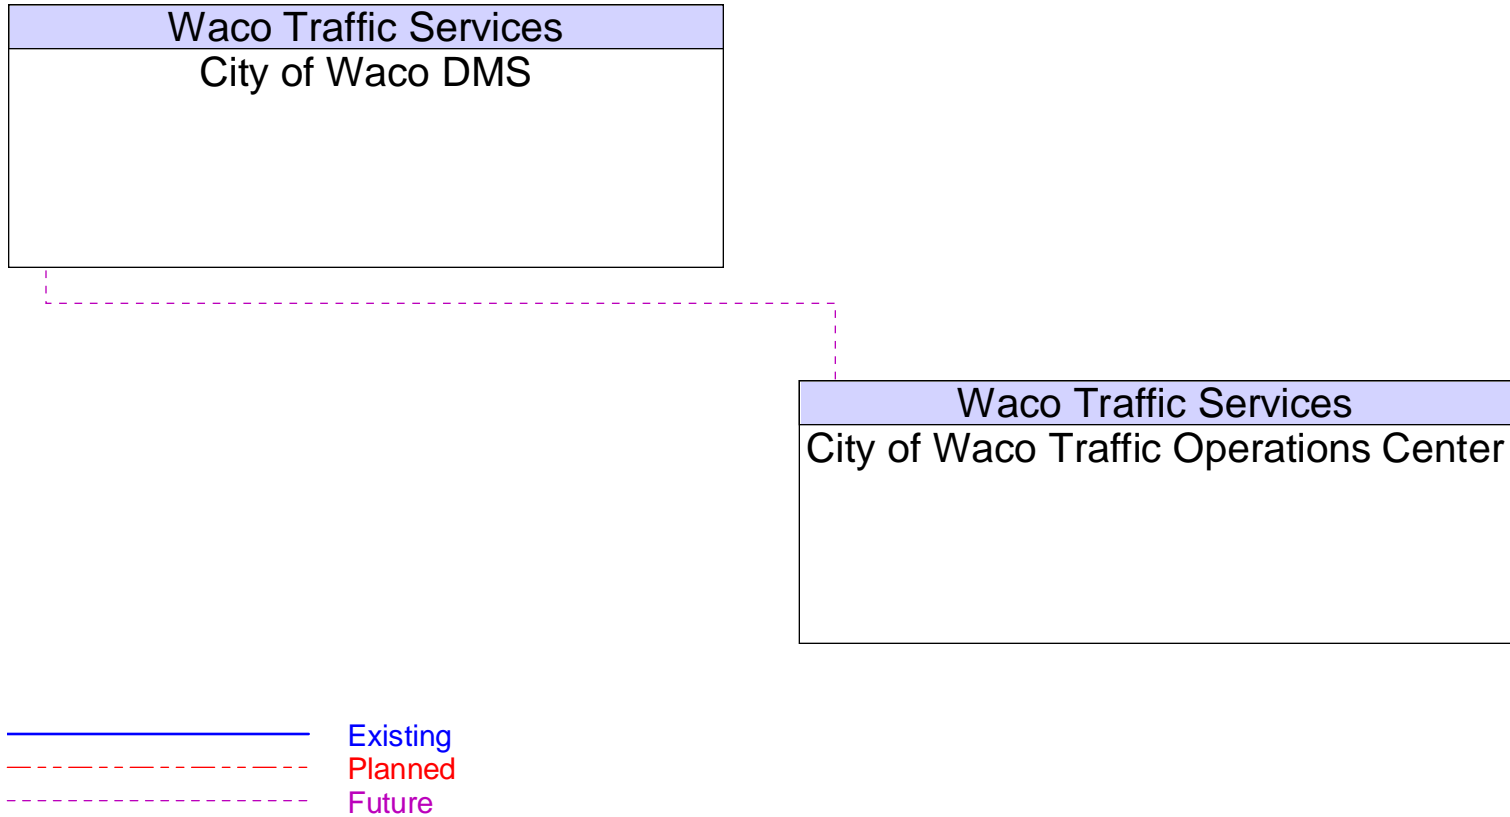 Waco Traffic Services
City of Waco DMS
Waco Traffic Services
City of Waco Traffic Operations Center
Existing
Planned
Future